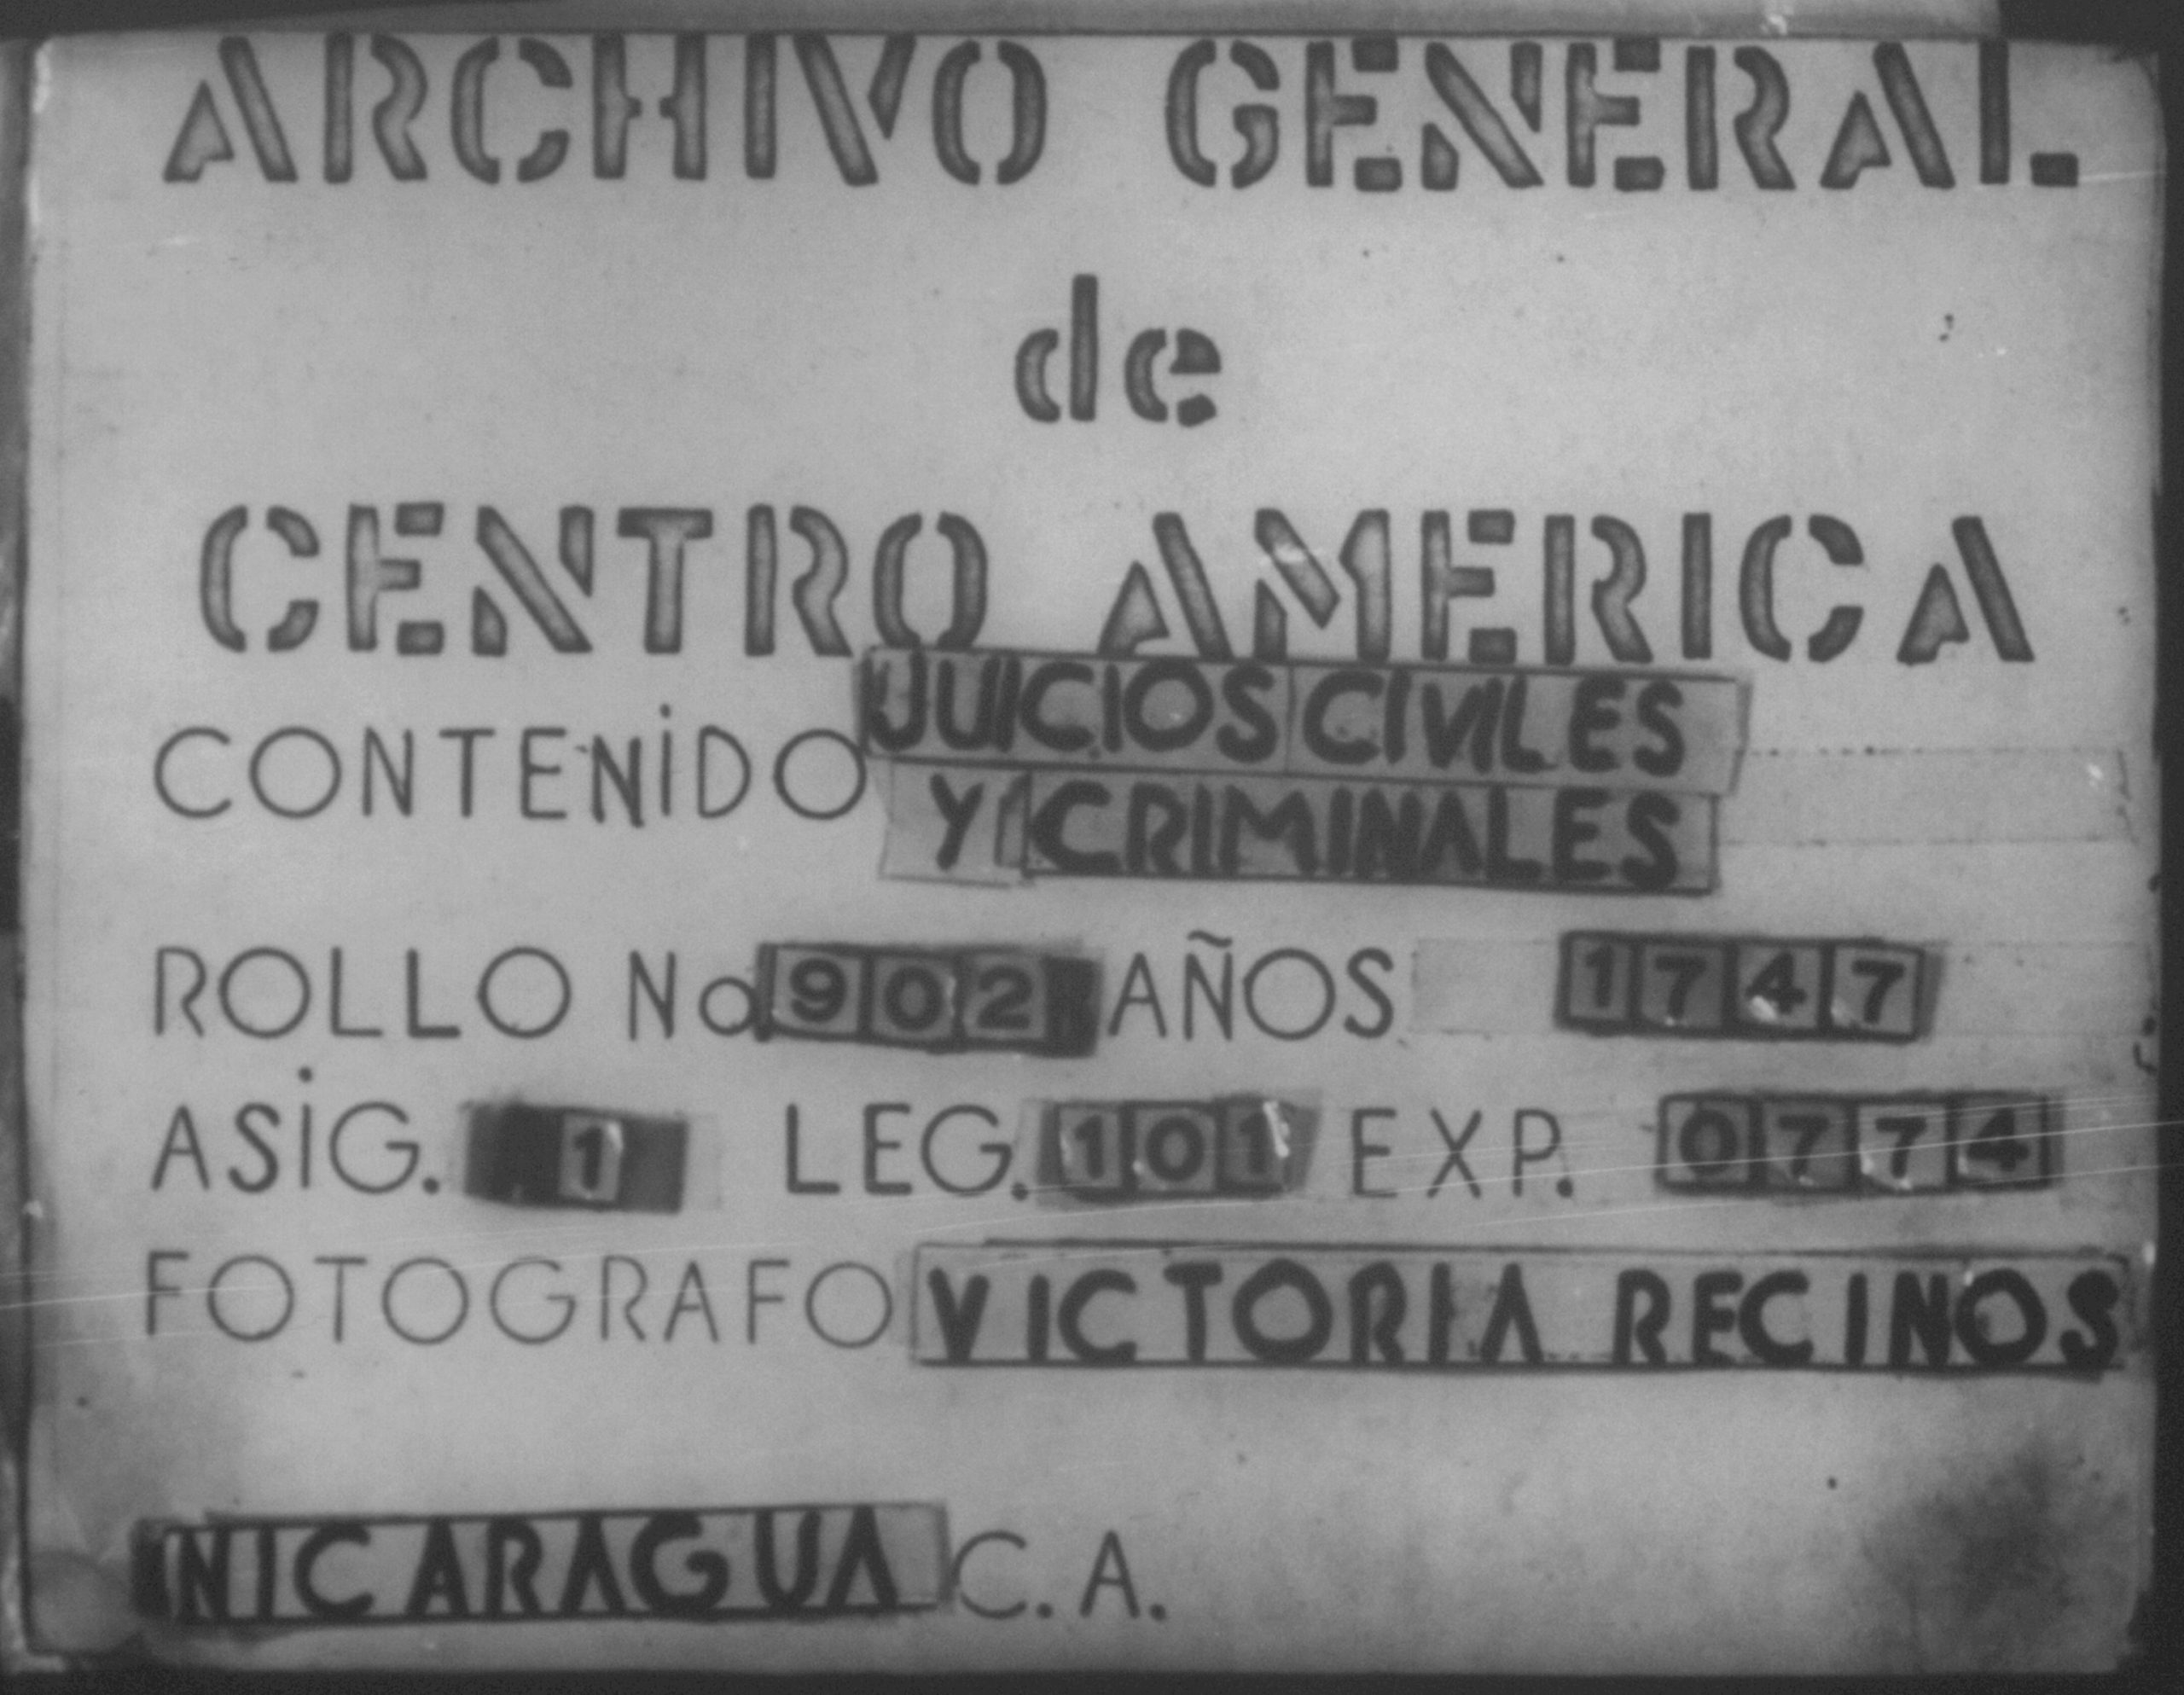 ARCHIVO GENERAL
de
CENTRO AMERICA
CONTENIDO JUICIOS CIVILES
Y CRIMINALES
ROLLO No 902 AÑOS 1747
ASIG. 1 LEG. 101 EXP. 0774
FOTOGRAFO VICTORIA RECINOS
NICARAGUA C.A.